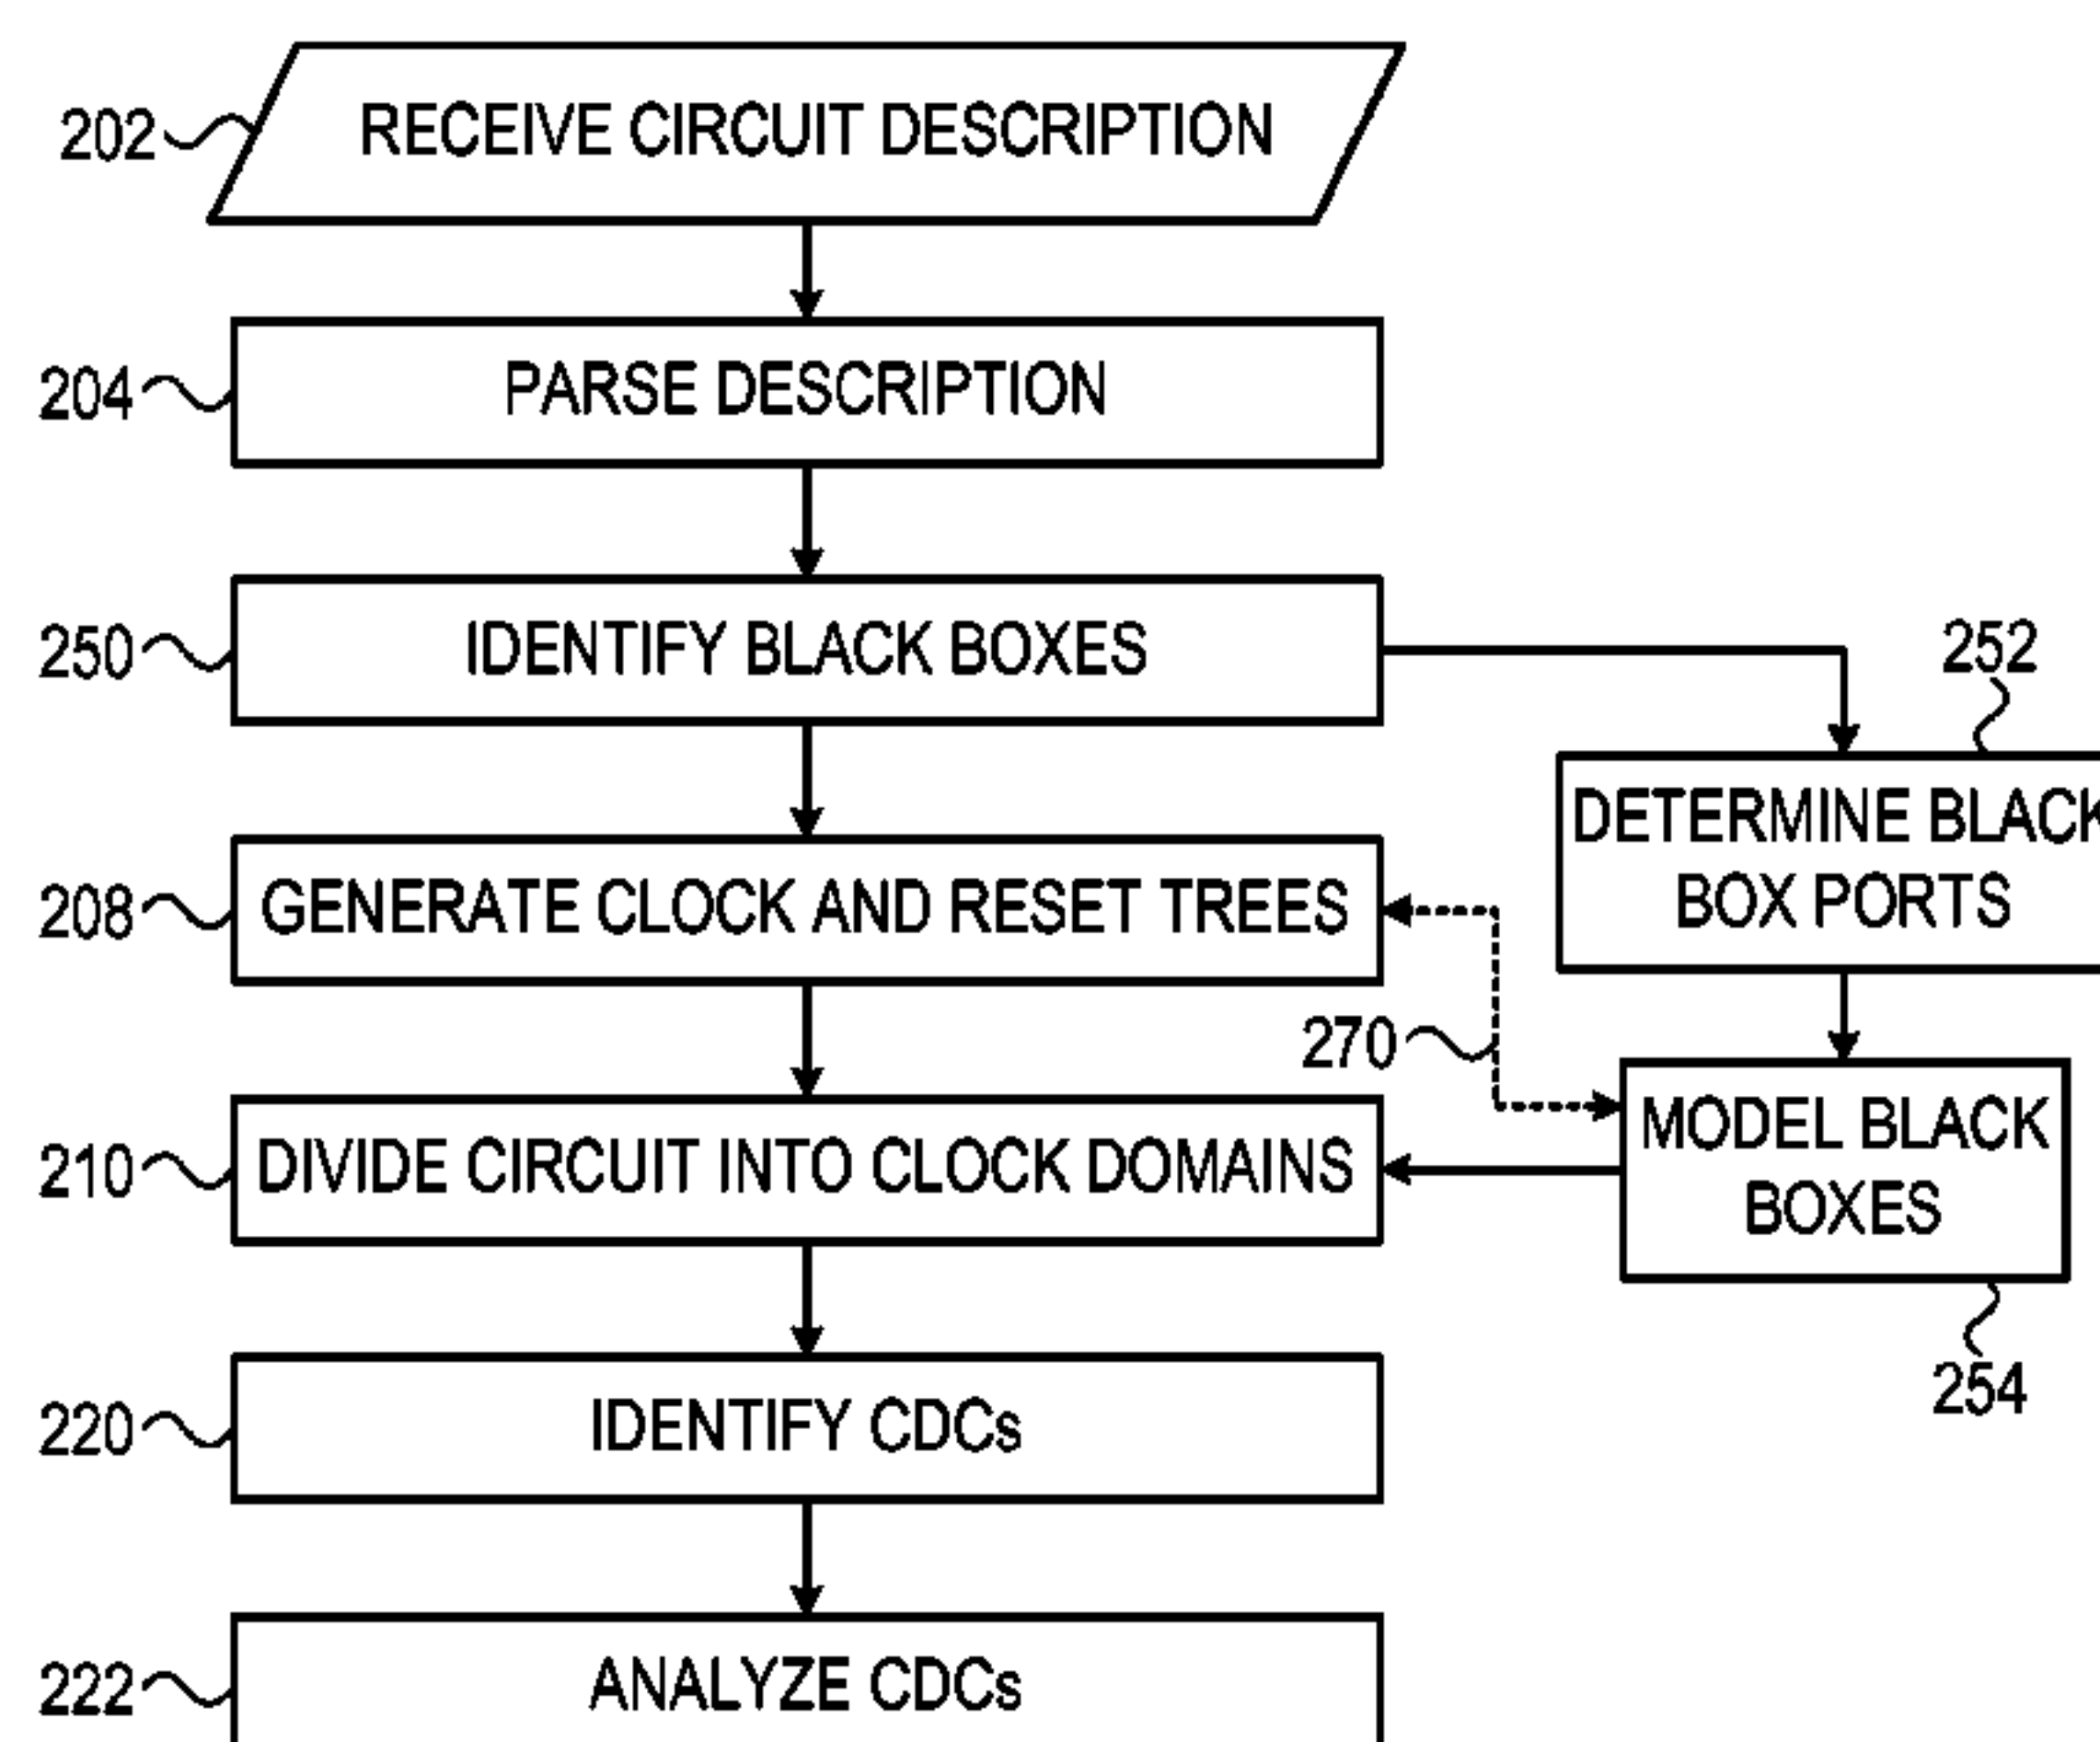 202
RECEIVE CIRCUIT DESCRIPTION
204
PARSE DESCRIPTION
250
IDENTIFY BLACK BOXES
252
DETERMINE BLACK
BOX PORTS
208
GENERATE CLOCK AND RESET TREES
270
MODEL BLACK
BOXES
254
210
DIVIDE CIRCUIT INTO CLOCK DOMAINS
220
IDENTIFY CDCs
222
ANALYZE CDCs